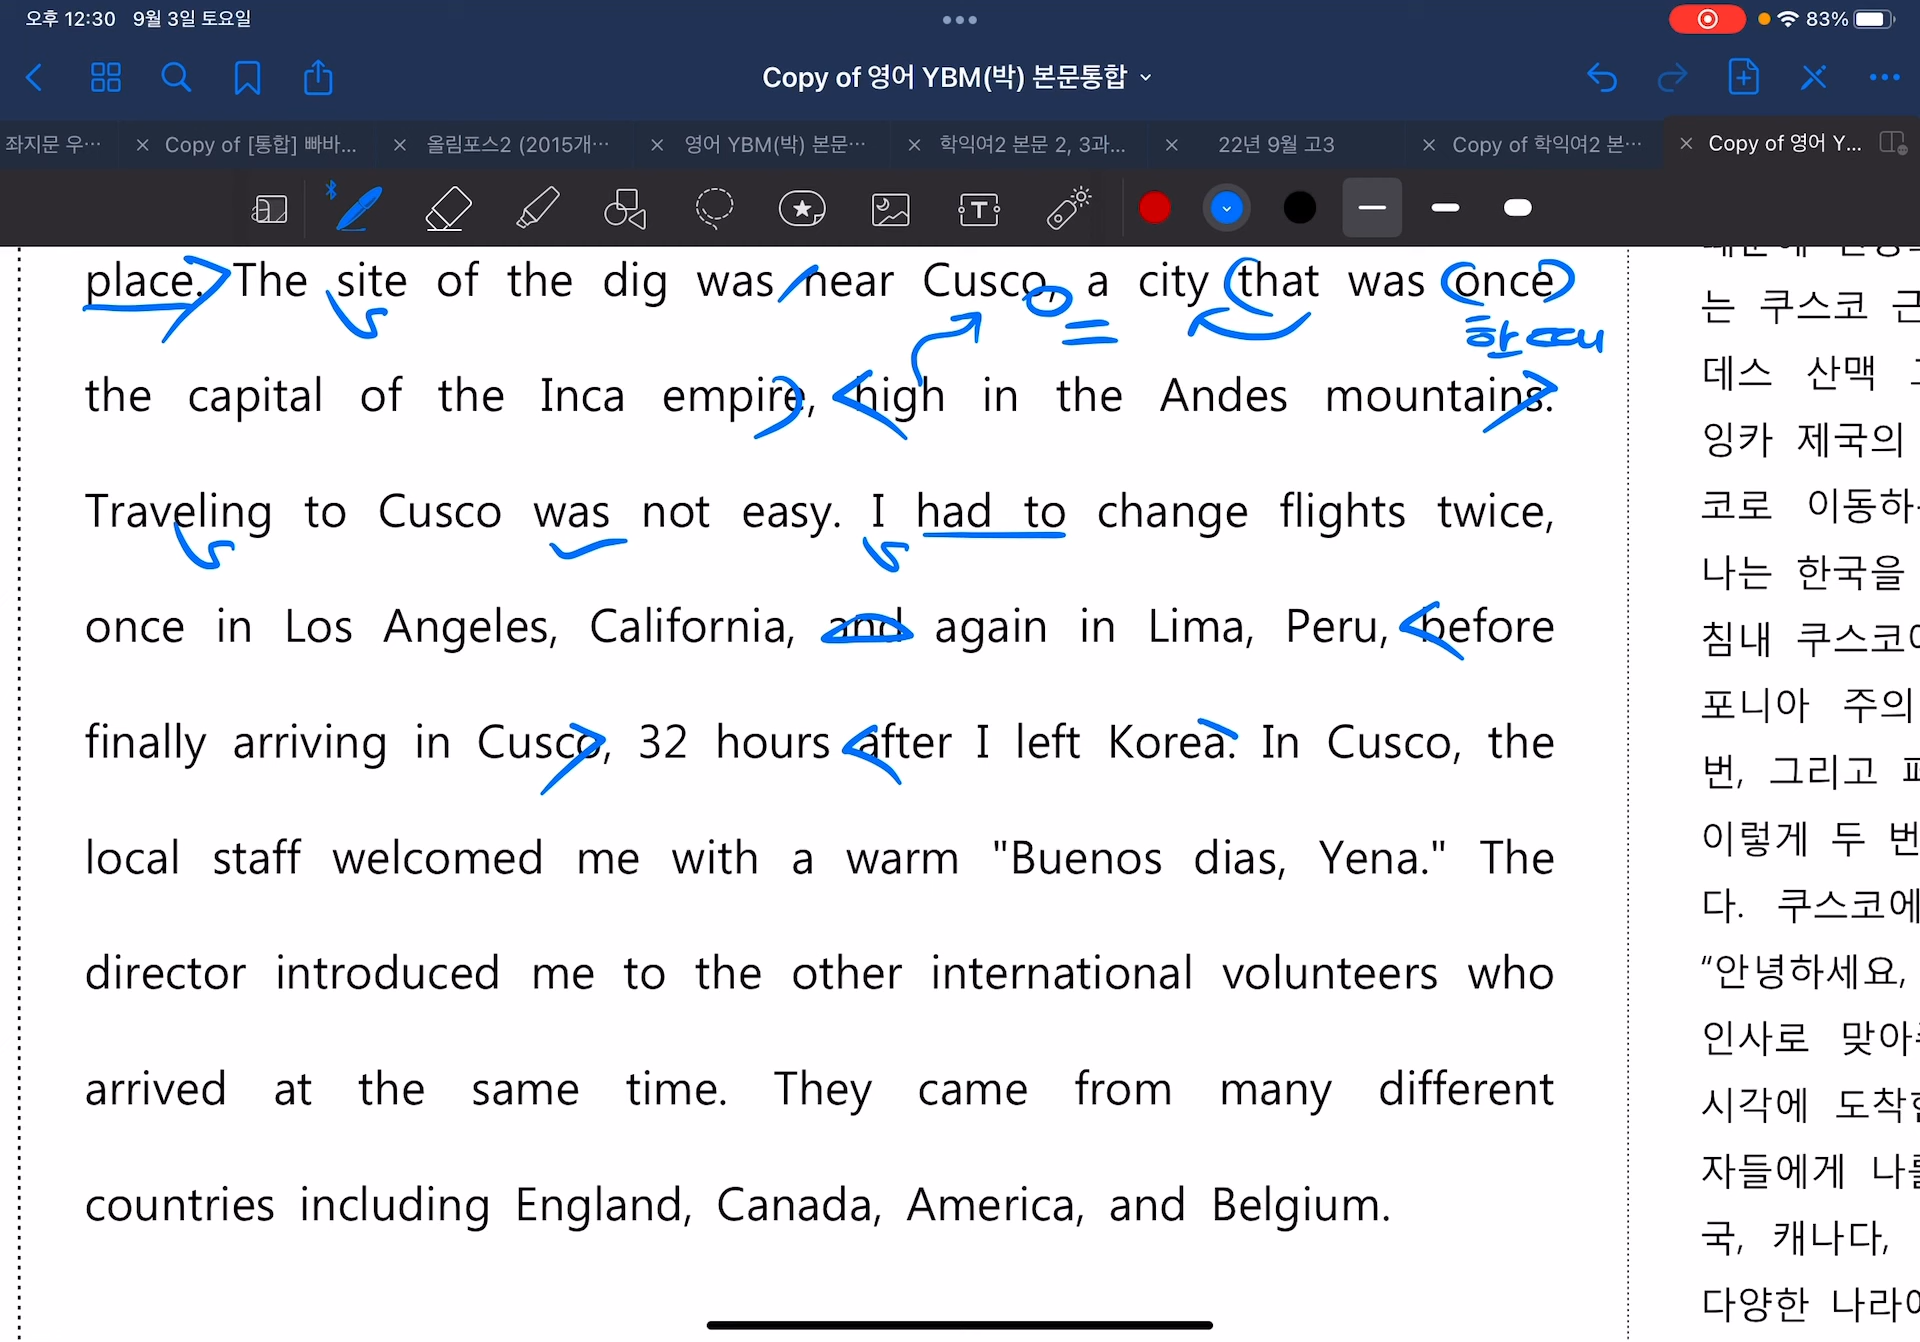 오후 12:30 9월 3일 토요일
83%
Copy of 영어 YBM(박) 본문통합
좌지문 우…
Copy of [통합] 빠바...
올림포스2 (2015개…
영어 YBM(박) 본문…
학익여2 본문 2, 3과...
22년 9월 고3
Copy of 학익여2 본…
Copy of 영어 Y...
place. The site of the dig was near Cusco, a city that was once
한 때
the capital of the Inca empire, high in the Andes mountains.
Traveling to Cusco was not easy. I had to change flights twice,
once in Los Angeles, California, and again in Lima, Peru, before
finally arriving in Cusco, 32 hours after I left Korea. In Cusco, the
local staff welcomed me with a warm "Buenos dias, Yena." The
director introduced me to the other international volunteers who
arrived at the same time. They came from many different
countries including England, Canada, America, and Belgium.
는 쿠스코
데스 산맥
잉카 제국의
코로 이동하
나는 한국을
침내 쿠스코
포니아 주의
번, 그리고
이렇게 두 번
다. 쿠스코에
“안녕하세요,
인사로 맞아
시각에 도착
자들에게 나를
국, 캐나다,
다양한 나라